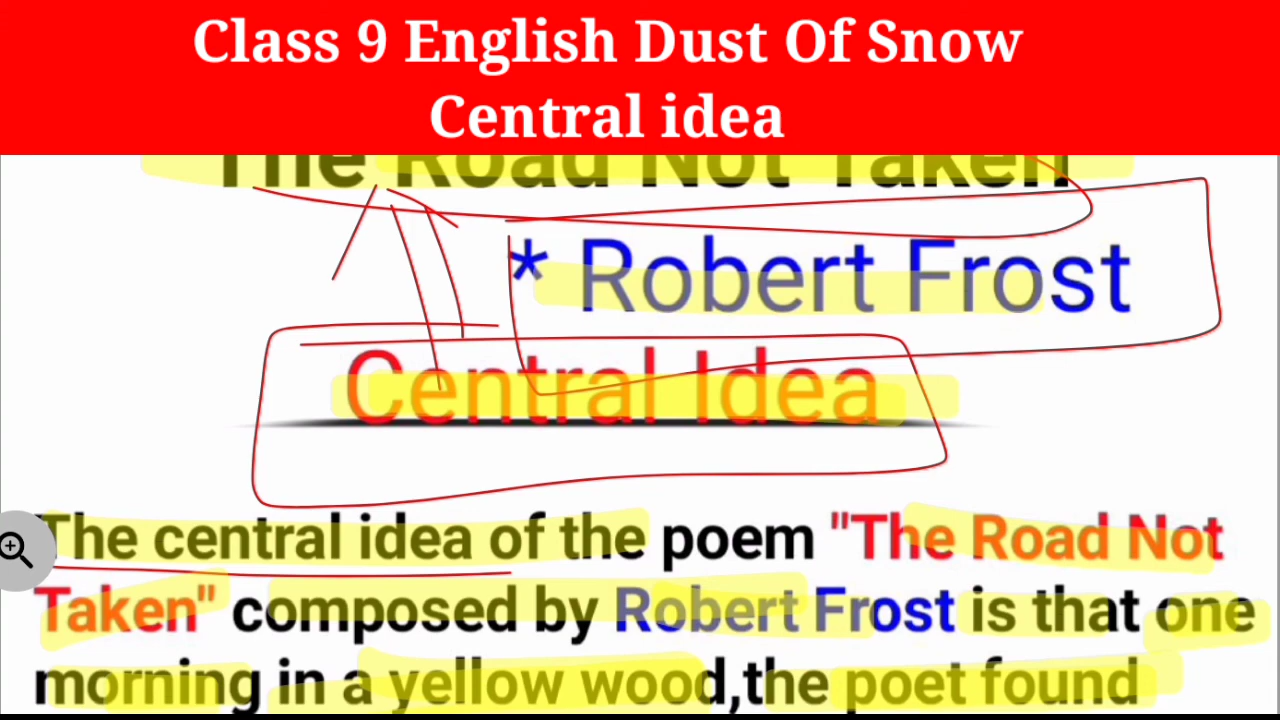 Class 9 English Dust Of Snow
Central idea
The Road Not Taken
* Robert Frost
Central Idea
The central idea of the poem "The Road Not
Taken" composed by Robert Frost is that one
morning in a yellow wood,the poet found